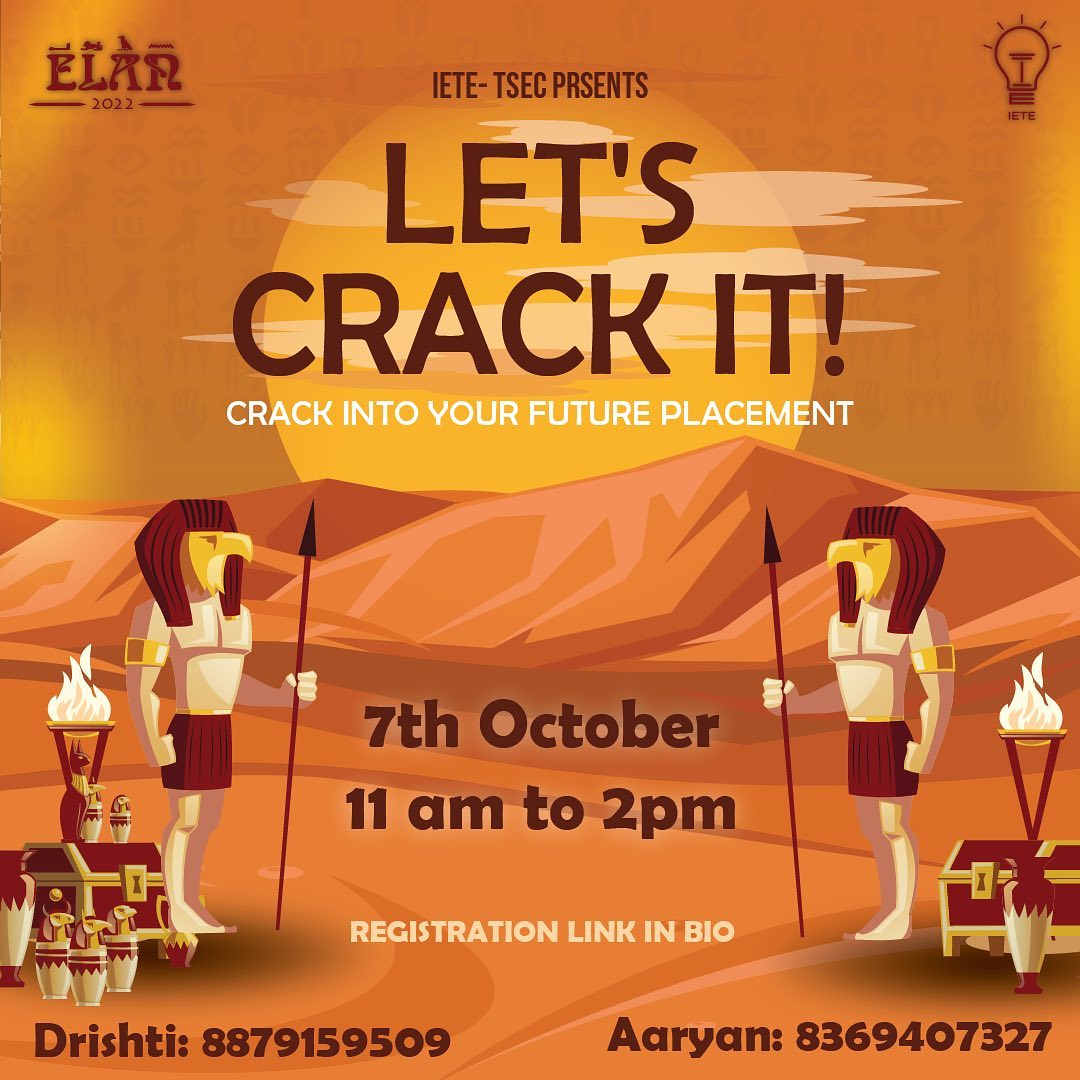 ELAN
2022
IETE
IETE- TSEC PRSENTS
LET'S
CRACK IT!
CRACK INTO YOUR FUTURE PLACEMENT
7th October
11 am to 2pm
REGISTRATION LINK IN BIO
Drishti: 8879159509
Aaryan: 8369407327